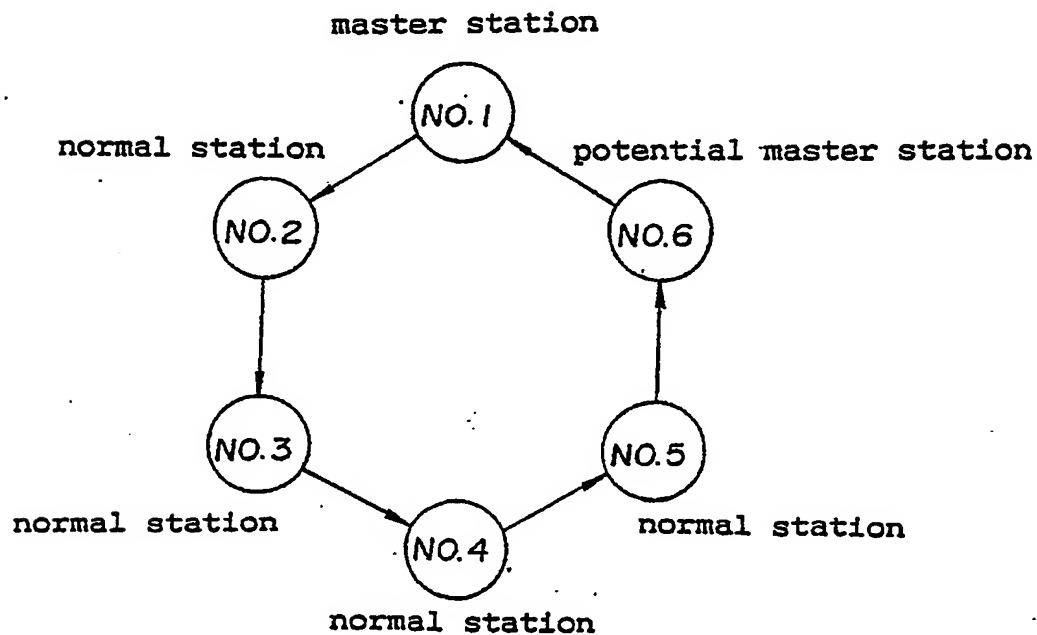 master station
NO.1
normal station
potential master station
NO.2
NO.6
NO.3
NO.5
normal station
normal station
NO.4
normal station